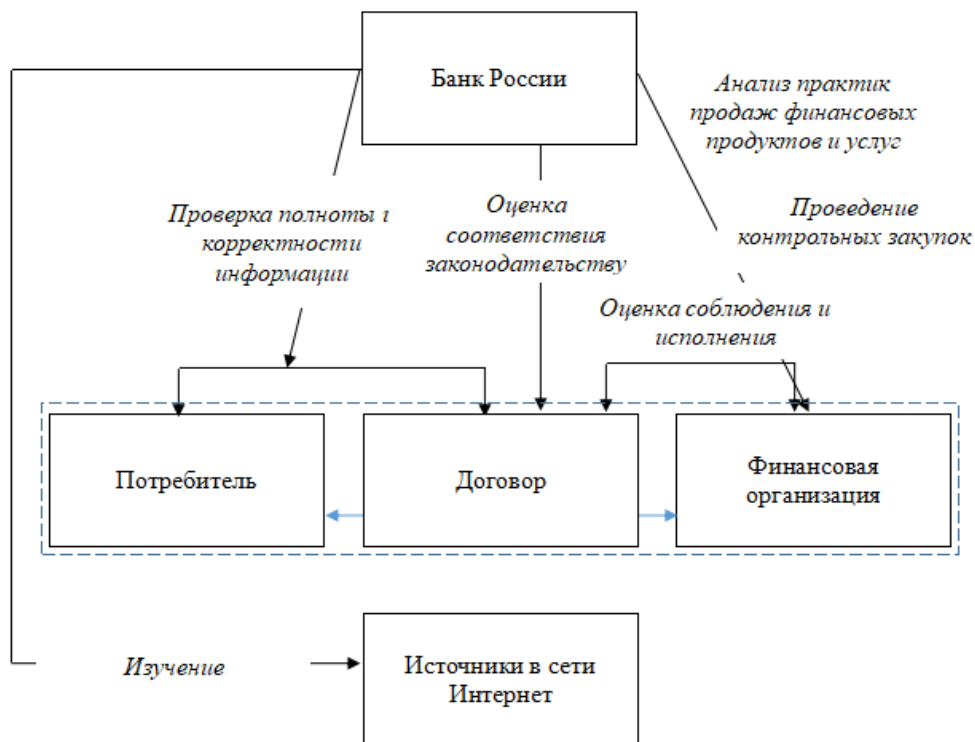 Банк России
Анализ практик
продаж финансовых
продуктов и услуг
Проверка полноты и
корректности
информации
Оценка
соответствия
законодательству
Проведение
контрольных закупок
Оценка соблюдения и
исполнения
Потребитель
Договор
Финансовая
организация
Изучение
Источники в сети
Интернет